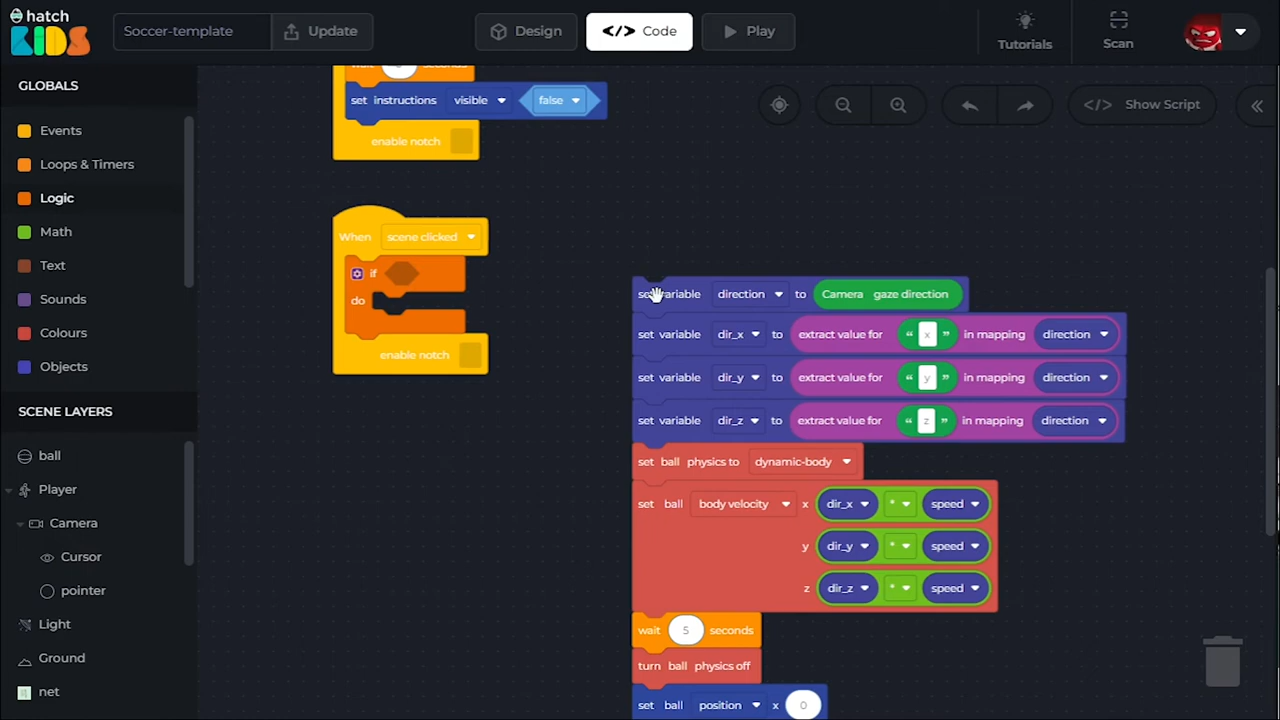 hatch
KIDS
Soccer-template
Update
Design
Code
Play
Tutorials
Scan
GLOBALS
Events
Loops & Timers
Logic
Math
Text
Sounds
Colours
Objects
SCENE LAYERS
ball
Player
Camera
Cursor
pointer
Light
Ground
net
Show Script
set instructions visible false
enable notch
When scene clicked
if
do
enable notch
variable direction to Camera gaze direction
set variable dir_x to extract value for “ x ” in mapping direction
set variable dir_y to extract value for “ y ” in mapping direction
set variable dir_z to extract value for “ z ” in mapping direction
set ball physics to dynamic-body
set ball body velocity x dir_x * speed
y dir_y * speed
z dir_z * speed
wait 5 seconds
turn ball physics off
set ball position x 0